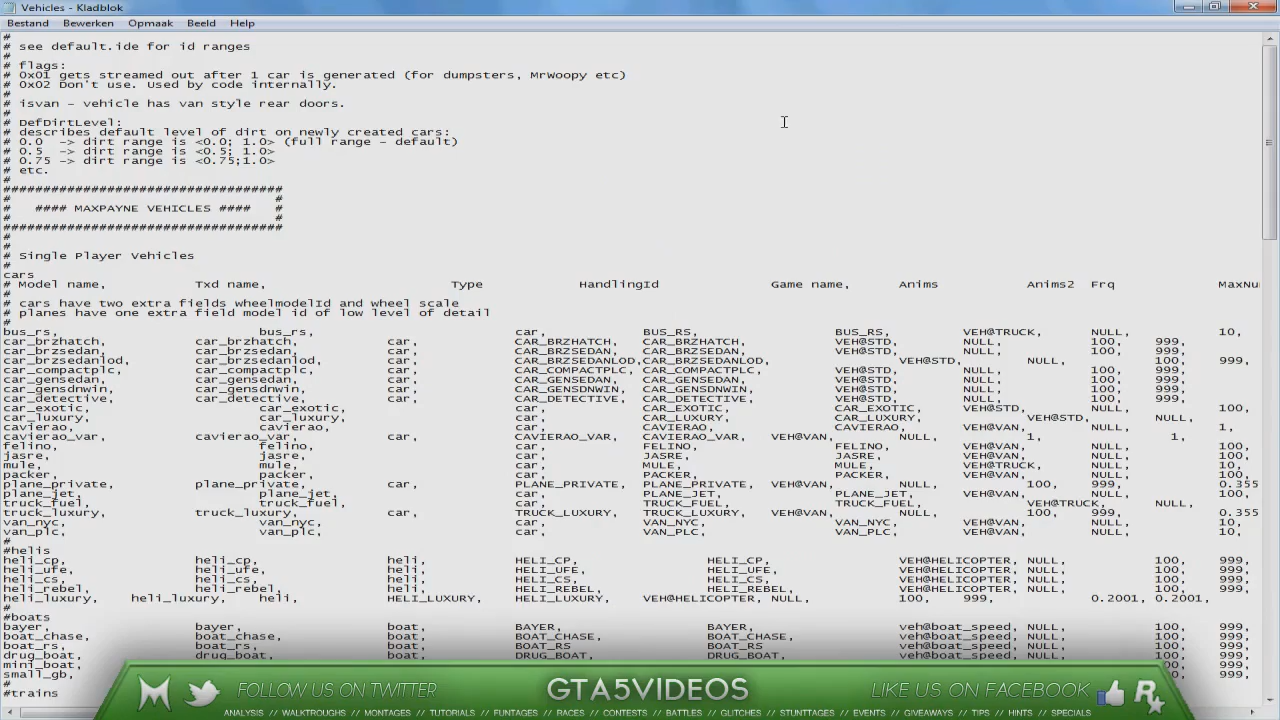 Vehicles - Kladblok
Bestand Bewerken Opmaak Beeld Help
#
# see default.ide for id ranges
#
# flags:
# 0x01 gets streamed out after 1 car is generated (for dumpsters, MrWoopy etc)
# 0x02 Don't use. Used by code internally.
#
# isvan - vehicle has van style rear doors.
#
# DefDirtLevel:
# describes default level of dirt on newly created cars:
# 0.0 -> dirt range is <0.0; 1.0> (full range - default)
# 0.5 -> dirt range is <0.5; 1.0>
# 0.75 -> dirt range is <0.75;1.0>
# etc.
#
##################################
# #
# #### MAXPAYNE VEHICLES #### #
# #
##################################
#
#
# Single Player Vehicles
#
cars
# Model name, Txd name, Type HandlingId Game name, Anims Anims2 Frq MaxNu
#
# cars have two extra fields wheelmodelId and wheel scale
# planes have one extra field model id of low level of detail
#
bus_rs, bus_rs, car, BUS_RS, BUS_RS, VEH@TRUCK, NULL, 10,
car_brzhatch, car_brzhatch, car, CAR_BRZHATCH, CAR_BRZHATCH, VEH@STD, NULL, 100, 999,
car_brzsedan, car_brzsedan, car, CAR_BRZSEDAN, CAR_BRZSEDAN, VEH@STD, NULL, 100, 999,
car_brzsedanlod, car_brzsedanlod, car, CAR_BRZSEDANLOD, CAR_BRZSEDANLOD, VEH@STD, NULL, 100, 999,
car_compactplc, car_compactplc, car, CAR_COMPACTPLC, CAR_COMPACTPLC, VEH@STD, NULL, 100, 999,
car_gensedan, car_gensedan, car, CAR_GENSEDAN, CAR_GENSEDAN, VEH@STD, NULL, 100, 999,
car_gensdnwin, car_gensdnwin, car, CAR_GENSDNWIN, CAR_GENSDNWIN, VEH@STD, NULL, 100, 999,
car_detective, car_detective, car, CAR_DETECTIVE, CAR_DETECTIVE, VEH@STD, NULL, 100, 999,
car_exotic, car_exotic, car, CAR_EXOTIC, CAR_EXOTIC, VEH@STD, NULL, 100,
car_luxury, car_luxury, car, CAR_LUXURY, CAR_LUXURY, VEH@STD, NULL,
cavierao, cavierao, car, CAVIERAO, CAVIERAO, VEH@VAN, NULL, 1,
cavierao_var, cavierao_var, car, CAVIERAO_VAR, CAVIERAO_VAR, VEH@VAN, NULL, 1, 1,
felino, felino, car, FELINO, FELINO, VEH@VAN, NULL, 100,
jasre, jasre, car, JASRE, JASRE, VEH@VAN, NULL, 100,
mule, mule, car, MULE, MULE, VEH@TRUCK, NULL, 10,
packer, packer, car, PACKER, PACKER, VEH@VAN, NULL, 100,
plane_private, plane_private, car, PLANE_PRIVATE, PLANE_PRIVATE, VEH@VAN, NULL, 100, 999, 0.355
plane_jet, plane_jet, car, PLANE_JET, PLANE_JET, VEH@VAN, NULL, 100,
truck_fuel, truck_fuel, car, TRUCK_FUEL, TRUCK_FUEL, VEH@TRUCK, NULL,
truck_luxury, truck_luxury, car, TRUCK_LUXURY, TRUCK_LUXURY, VEH@VAN, NULL, 100, 999, 0.355
van_nyc, van_nyc, car, VAN_NYC, VAN_NYC, VEH@VAN, NULL, 10,
van_plc, van_plc, car, VAN_PLC, VAN_PLC, VEH@VAN, NULL, 10,
#
#helis
heli_cp, heli_cp, heli, HELI_CP, HELI_CP, VEH@HELICOPTER, NULL, 100, 999,
heli_ufe, heli_ufe, heli, HELI_UFE, HELI_UFE, VEH@HELICOPTER, NULL, 100, 999,
heli_cs, heli_cs, heli, HELI_CS, HELI_CS, VEH@HELICOPTER, NULL, 100, 999,
heli_rebel, heli_rebel, heli, HELI_REBEL, HELI_REBEL, VEH@HELICOPTER, NULL, 100, 999,
heli_luxury, heli_luxury, heli, HELI_LUXURY, HELI_LUXURY, VEH@HELICOPTER, NULL, 100, 999, 0.2001, 0.2001,
#
#boats
bayer, bayer, boat, BAYER, BAYER, veh@boat_speed, NULL, 100, 999,
boat_chase, boat_chase, boat, BOAT_CHASE, BOAT_CHASE, veh@boat_speed, NULL, 100, 999,
boat_rs, boat_rs, boat, BOAT_RS, BOAT_RS, veh@boat_speed, NULL, 100, 999,
drug_boat, drug_boat, boat, DRUG_BOAT, DRUG_BOAT, veh@boat_speed, NULL, 100, 999,
mini_boat, 999,
small_gb, 999,
#
#trains
FOLLOW US ON TWITTER GTA5VIDEOS LIKE US ON FACEBOOK
ANALYSIS // WALKTHROUGHS // MONTAGES // TUTORIALS // FUNTAGES // RACES // CONTESTS // BATTLES // GLITCHES // STUNTTAGES // EVENTS // GIVEAWAYS // TIPS // HINTS // SPECIALS